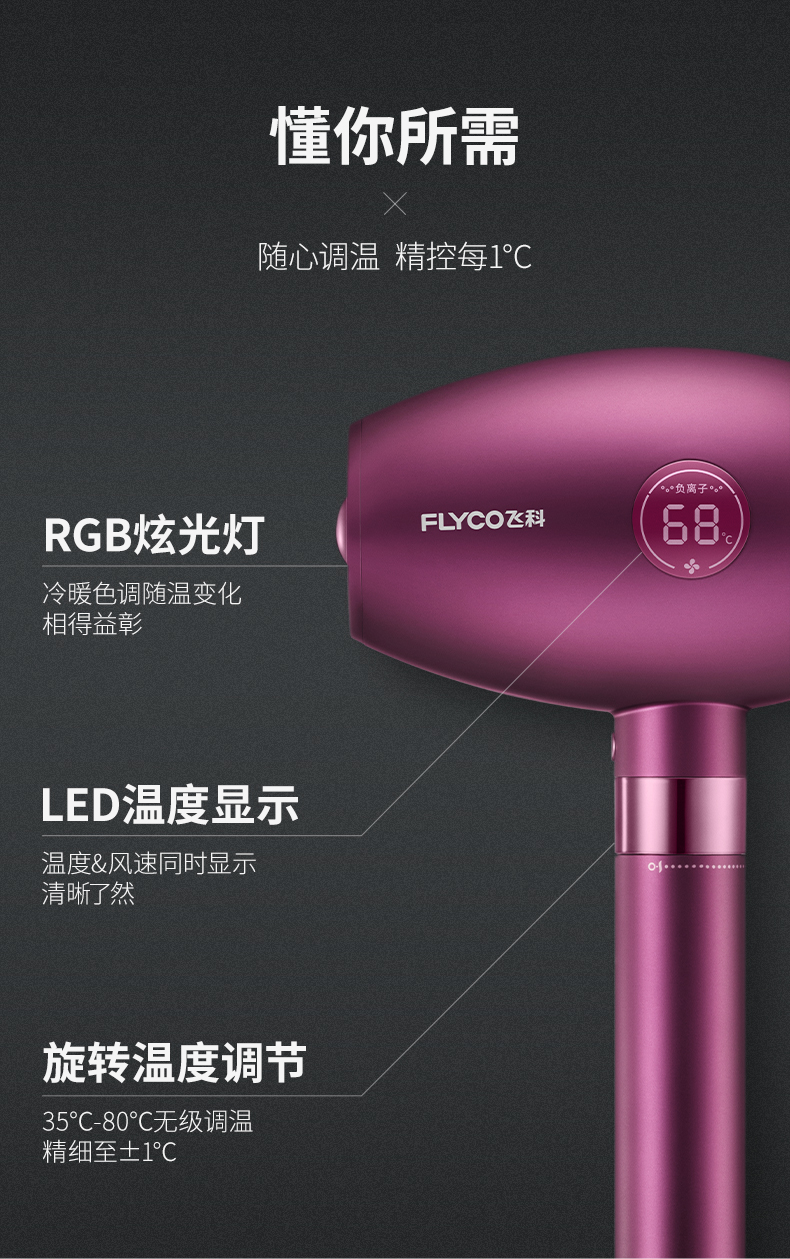 懂你所需
随心调温 精控每1°C
FLYCO飞科
负离子
68°C
RGB炫光灯
冷暖色调随温变化
相得益彰
LED温度显示
温度&风速同时显示
清晰了然
旋转温度调节
35°C-80°C无级调温
精细至±1°C